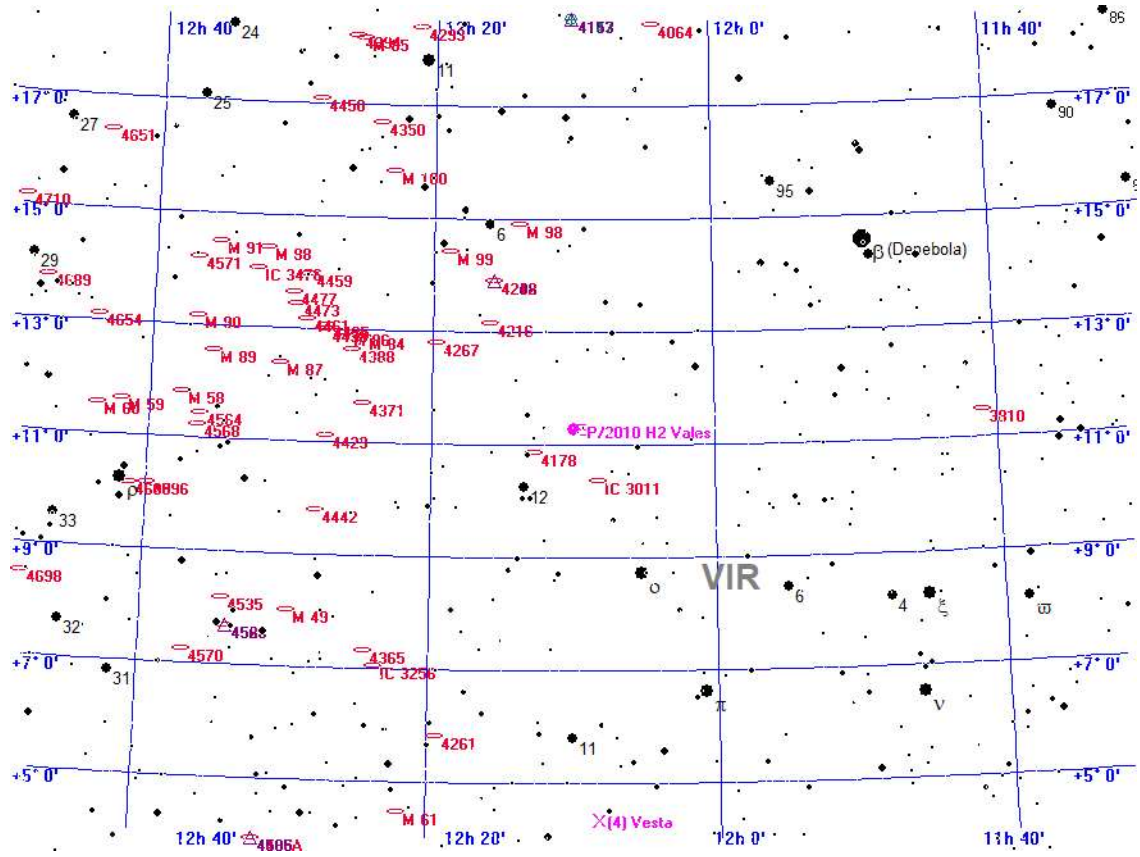 12h 40'
24
12h 20'
4293
4064
12h 0'
11h 40'
86
M 85
11
+17° 0'
25
4450
+17° 0'
90
27
4651
4350
M 100
95
4710
+15° 0'
6
M 98
+15° 0'
M 91
M 98
M 99
β (Denebola)
29
4689
4571
IC 3476
4459
4477
4473
4654
M 90
+13° 0'
4461
4216
+13° 0'
M 84
M 89
4388
4267
M 87
M 58
M 59
M 60
4371
3810
4564
4568
+11° 0'
4429
P/2010 H2 Vales
+11° 0'
4178
ρ
IC 3011
12
33
4442
+9° 0'
+9° 0'
4698
VIR
ο
6
4
ξ
ϖ
4535
M 49
32
4570
4365
+7° 0'
IC 3256
+7° 0'
31
π
ν
4261
11
+5° 0'
+5° 0'
M 61
(4) Vesta
12h 40'
12h 20'
12h 0'
11h 40'